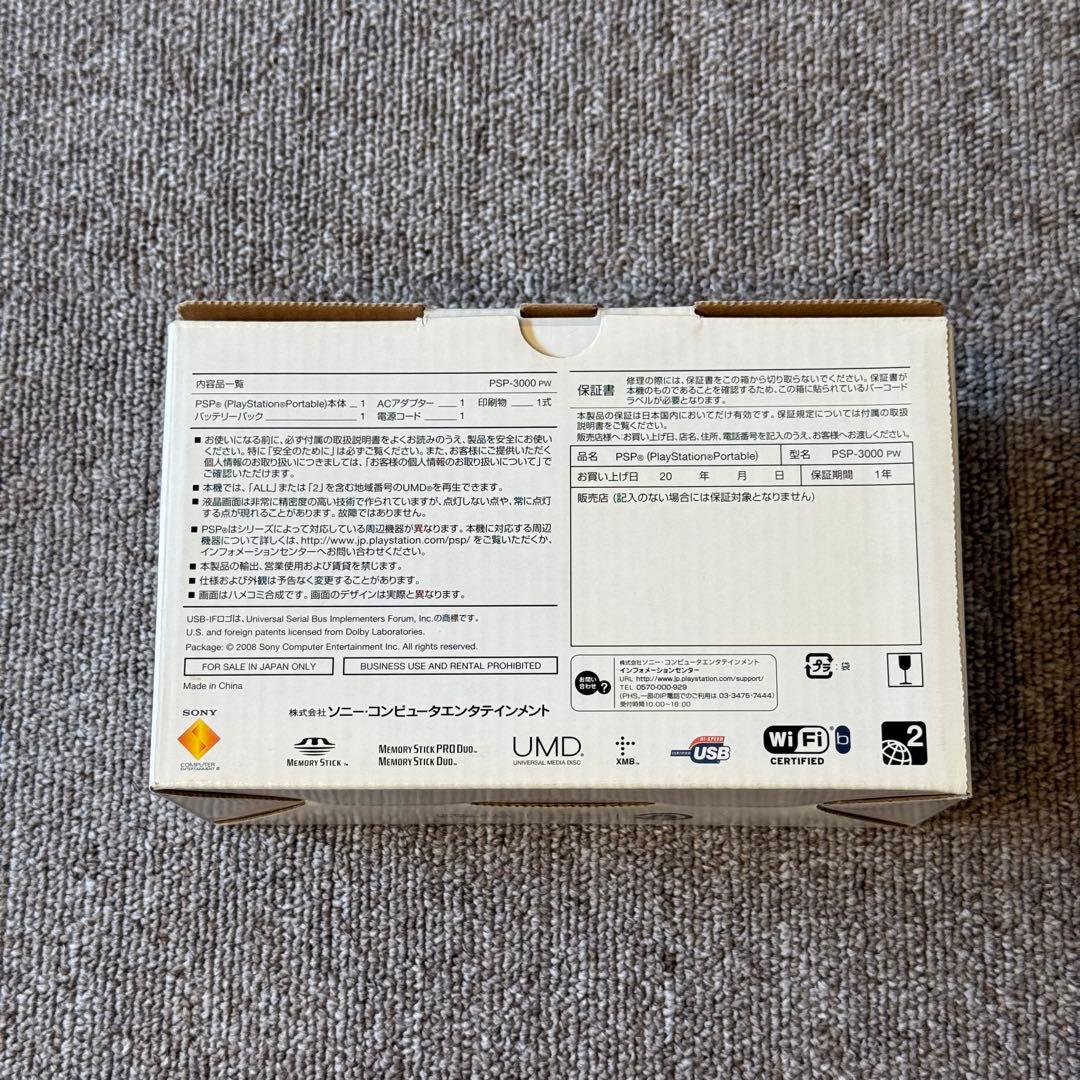 内容品一覧 PSP-3000 PW
PSP® (PlayStation®Portable)本体 1 ACアダプター 1 印刷物 1式
バッテリーパック 1 電源コード 1
■ お使いになる前に、必ず付属の取扱説明書をよくお読みのうえ、製品を安全にお使い
ください。特に「安全のために」は必ずご覧ください。また、お客様にご提供いただく
個人情報のお取り扱いにつきましては、「お客様の個人情報のお取り扱いについて」で
ご確認いただけます。
■ 本機では、「ALL」または「2」を含む地域番号のUMD®を再生できます。
■ 液晶画面は非常に精密度の高い技術で作られていますが、点灯しない点や、常に点灯
する点が現れることがあります。故障ではありません。
■ PSP®はシリーズによって対応している周辺機器が異なります。本機に対応する周辺
機器について詳しくは、http://www.jp.playstation.com/psp/ をご覧いただくか、
インフォメーションセンターへお問い合わせください。
■ 本製品の輸出、営業使用および賃貸を禁じます。
■ 仕様および外観は予告なく変更することがあります。
■ 画面はハメコミ合成です。画面のデザインは実際と異なります。
USB-IFロゴは、Universal Serial Bus Implementers Forum, Inc.の商標です。
U.S. and foreign patents licensed from Dolby Laboratories.
Package: © 2008 Sony Computer Entertainment Inc. All rights reserved.
FOR SALE IN JAPAN ONLY
BUSINESS USE AND RENTAL PROHIBITED
Made in China
保証書
修理の際には、保証書をこの箱から切り取らないでください。保証書が
本機のものであることを確認するため、この箱に貼られているバーコード
ラベルが必要となります。
本製品の保証は日本国内においてだけ有効です。保証規定については付属の取扱
説明書をご覧ください。
販売店様へ:お買い上げ日、店名、住所、電話番号を記入のうえ、お客様へお渡しください。
品名 PSP® (PlayStation®Portable) 型名 PSP-3000 PW
お買い上げ日 20 年 月 日 保証期間 1年
販売店 (記入のない場合には保証対象となりません)
お問い
合わせ?
株式会社ソニー・コンピュータエンタテインメント
インフォメーションセンター
URL http://www.jp.playstation.com/support/
TEL 0570-000-929
(PHS、一部のIP電話でのご利用は 03-3475-7444)
受付時間10:00~18:00
プラ :袋
SONY
COMPUTER
ENTERTAINMENT ®
株式会社 ソニー・コンピュータエンタテインメント
MEMORY STICK ™
MEMORY STICK PRO DUO™
MEMORY STICK DUO™
UMD™
UNIVERSAL MEDIA DISC
XMB™
CERTIFIED HI-SPEED USB
Wi Fi b
CERTIFIED
2